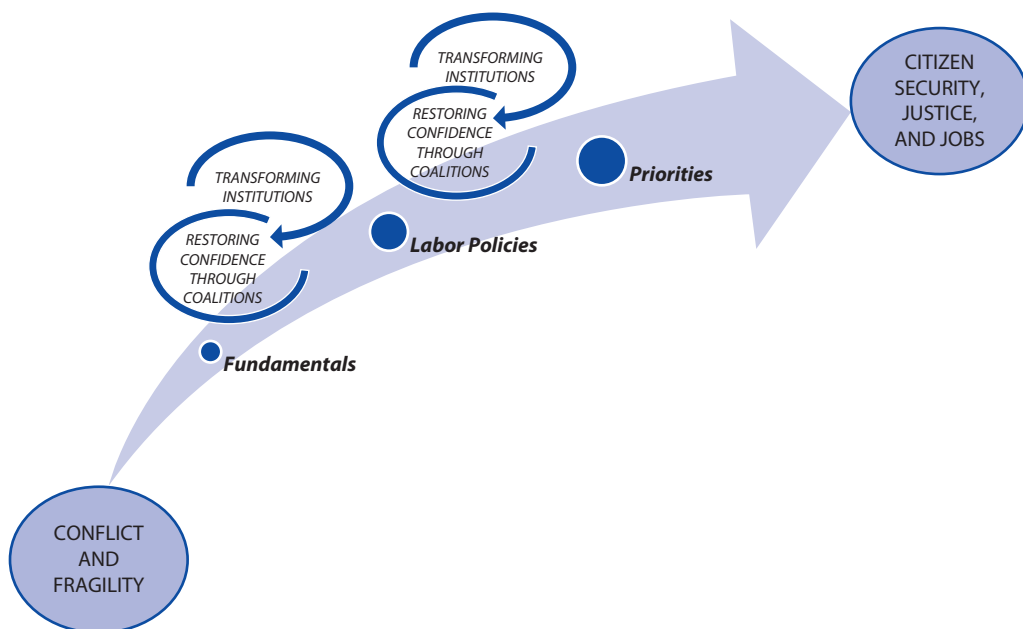 TRANSFORMING
INSTITUTIONS
RESTORING
CONFIDENCE
THROUGH
COALITIONS
CITIZEN
SECURITY,
JUSTICE,
AND JOBS
Priorities
TRANSFORMING
INSTITUTIONS
RESTORING
CONFIDENCE
THROUGH
COALITIONS
Labor Policies
Fundamentals
CONFLICT
AND
FRAGILITY